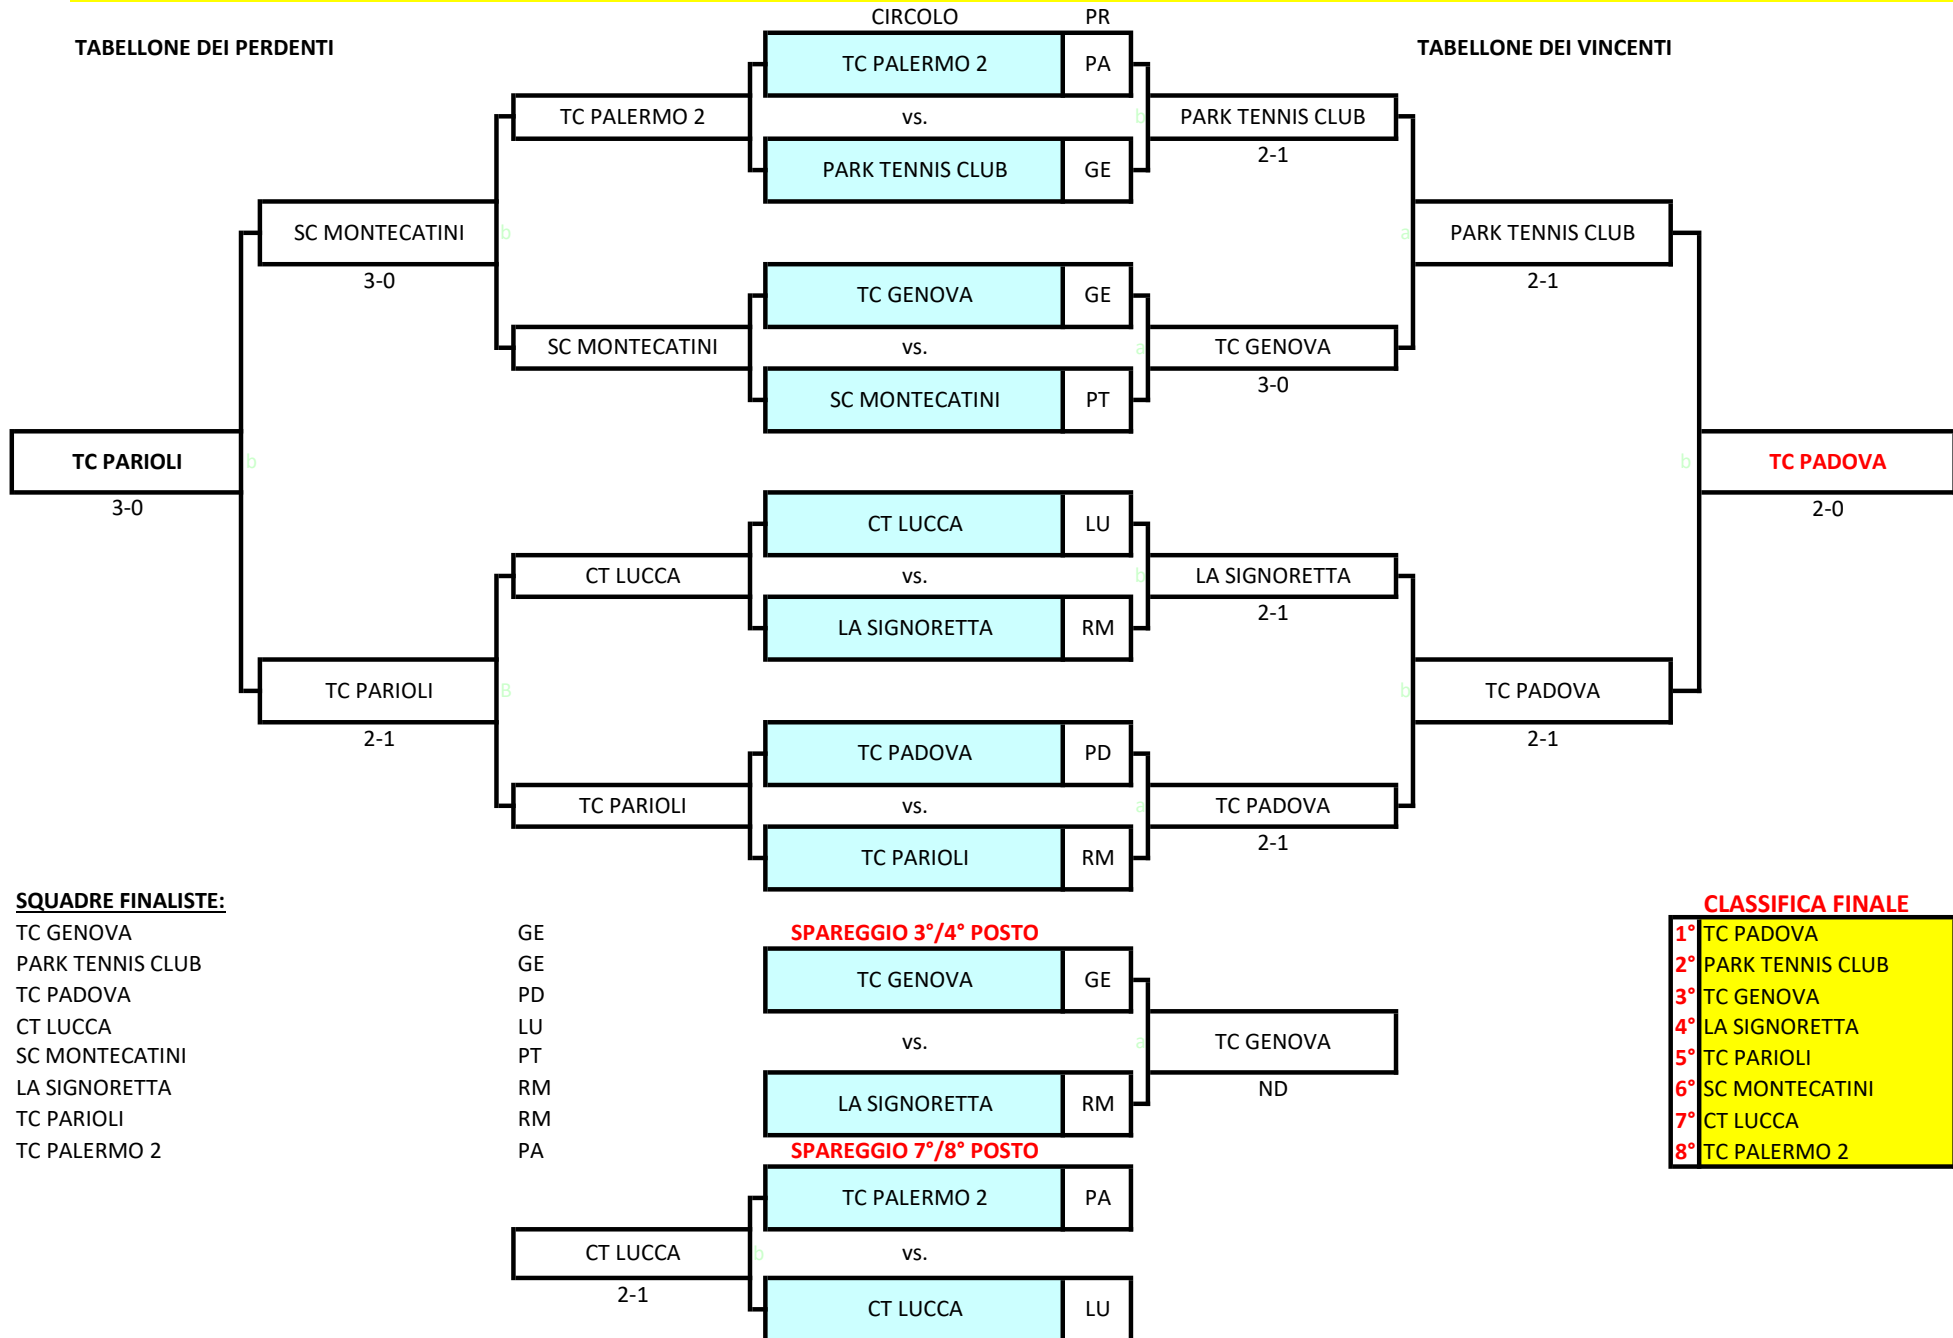 CIRCOLO PR
TABELLONE DEI PERDENTI TABELLONE DEI VINCENTI
TC PALERMO 2 PA
TC PALERMO 2 vs. b PARK TENNIS CLUB
2-1
PARK TENNIS CLUB GE
SC MONTECATINI b a PARK TENNIS CLUB
3-0 2-1
TC GENOVA GE
SC MONTECATINI vs. a TC GENOVA
3-0
SC MONTECATINI PT
TC PARIOLI b b TC PADOVA
3-0 2-0
CT LUCCA LU
CT LUCCA vs. b LA SIGNORETTA
2-1
LA SIGNORETTA RM
TC PARIOLI B b TC PADOVA
2-1 2-1
TC PADOVA PD
TC PARIOLI vs. a TC PADOVA
2-1
TC PARIOLI RM
SQUADRE FINALISTE: CLASSIFICA FINALE
TC GENOVA GE SPAREGGIO 3°/4° POSTO 1° TC PADOVA
PARK TENNIS CLUB GE 2° PARK TENNIS CLUB
TC GENOVA GE
TC PADOVA PD 3° TC GENOVA
CT LUCCA LU 4° LA SIGNORETTA
vs. a TC GENOVA
SC MONTECATINI PT 5° TC PARIOLI
LA SIGNORETTA RM ND 6° SC MONTECATINI
LA SIGNORETTA RM
TC PARIOLI RM 7° CT LUCCA
TC PALERMO 2 PA SPAREGGIO 7°/8° POSTO 8° TC PALERMO 2
TC PALERMO 2 PA
CT LUCCA b vs.
2-1
CT LUCCA LU